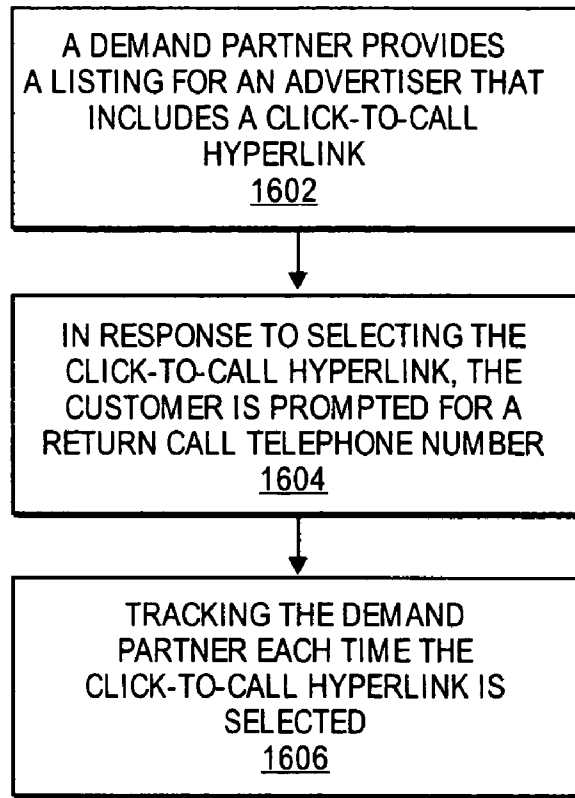 A DEMAND PARTNER PROVIDES
A LISTING FOR AN ADVERTISER THAT
INCLUDES A CLICK-TO-CALL
HYPERLINK
1602
IN RESPONSE TO SELECTING THE
CLICK-TO-CALL HYPERLINK, THE
CUSTOMER IS PROMPTED FOR A
RETURN CALL TELEPHONE NUMBER
1604
TRACKING THE DEMAND
PARTNER EACH TIME THE
CLICK-TO-CALL HYPERLINK IS
SELECTED
1606